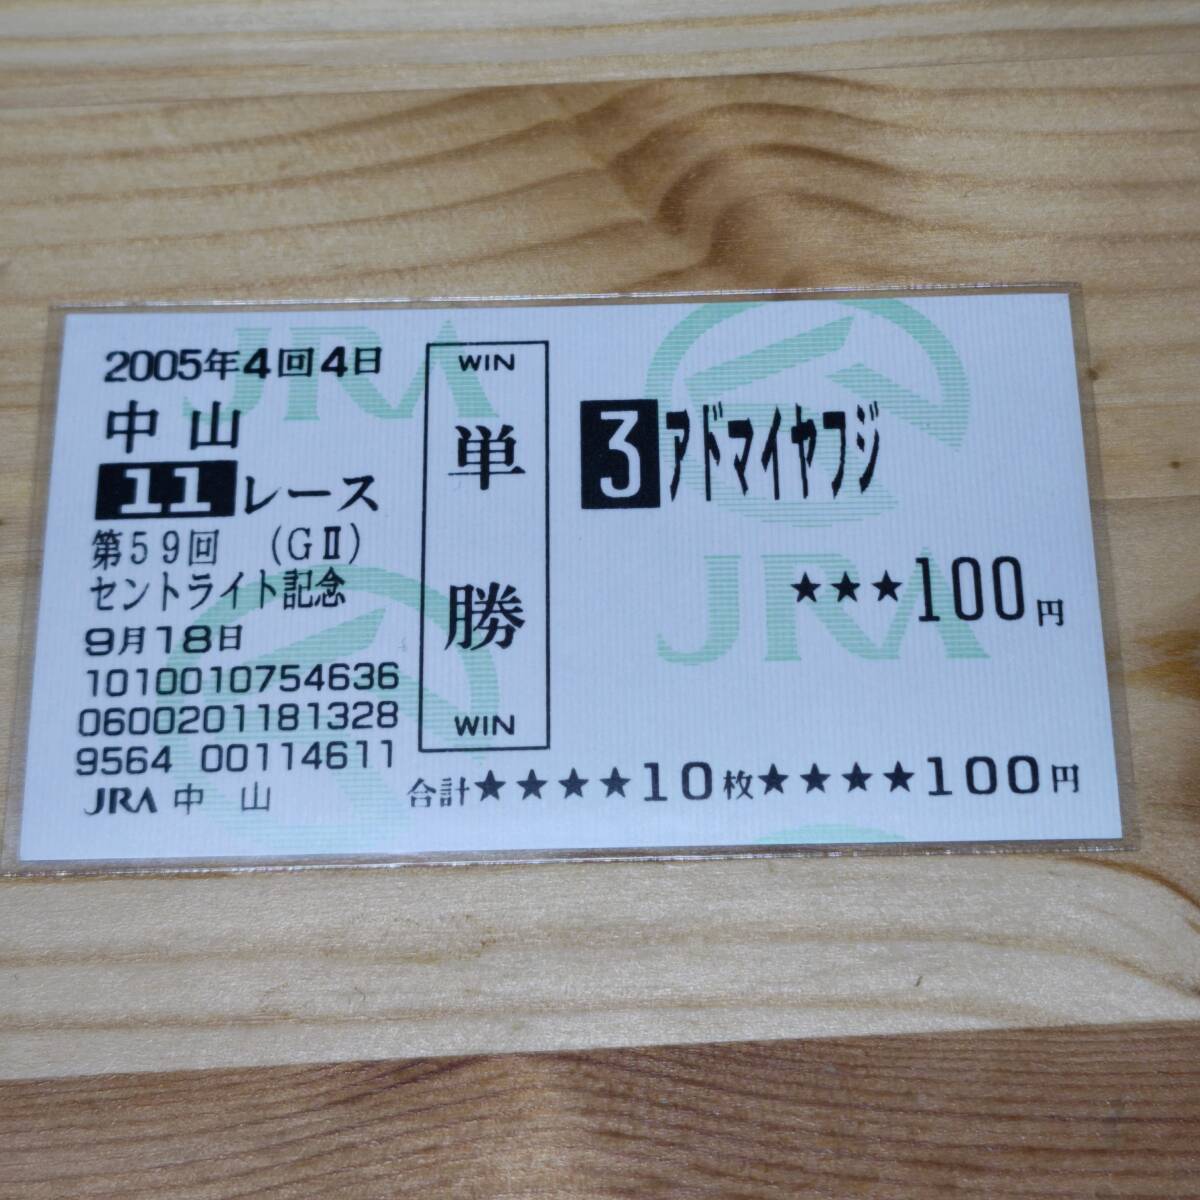 2005年4回4日
中山
11レース
第59回 (GⅡ)
セントライト記念
9月18日
1010010754636
0600201181328
9564 00114611
JRA 中 山
WIN
単勝
WIN
3 アドマイヤフジ
★★★100円
合計★★★★10枚★★★★100円
JRA
JRA